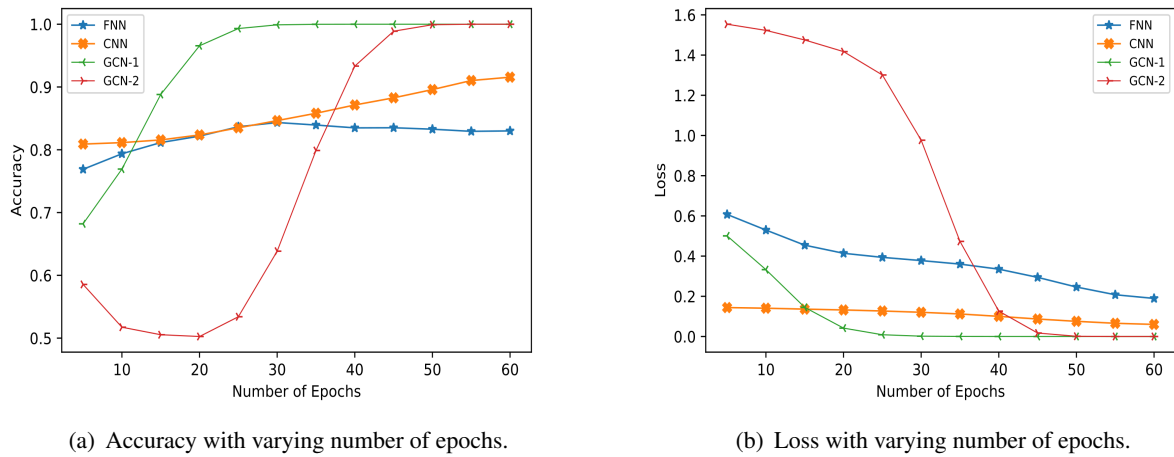 1.0
0.9
0.8
0.7
0.6
0.5
Accuracy
FNN
CNN
GCN-1
GCN-2
10 20 30 40 50 60
Number of Epochs
(a) Accuracy with varying number of epochs.
1.6
1.4
1.2
1.0
0.8
0.6
0.4
0.2
0.0
Loss
FNN
CNN
GCN-1
GCN-2
10 20 30 40 50 60
Number of Epochs
(b) Loss with varying number of epochs.